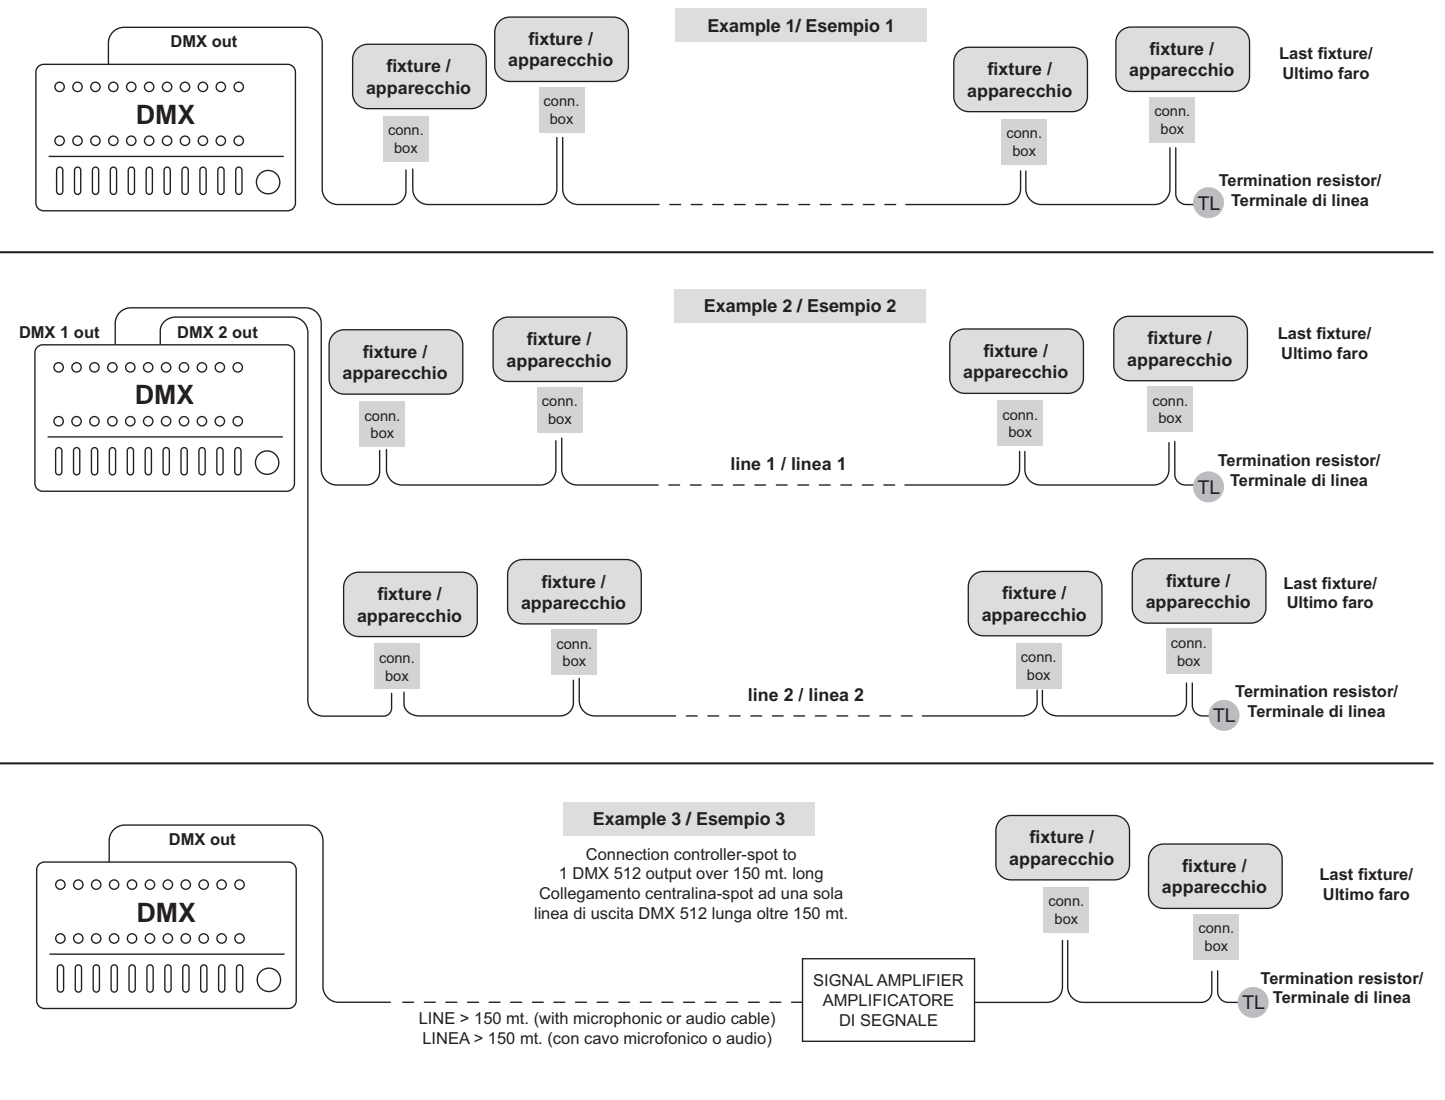 Example 1/ Esempio 1
DMX out
DMX
fixture /
apparecchio
conn.
box
fixture /
apparecchio
conn.
box
fixture /
apparecchio
conn.
box
fixture /
apparecchio
conn.
box
Last fixture/
Ultimo faro
Termination resistor/
Terminale di linea
TL
Example 2 / Esempio 2
DMX 1 out
DMX 2 out
DMX
fixture /
apparecchio
conn.
box
fixture /
apparecchio
conn.
box
line 1 / linea 1
fixture /
apparecchio
conn.
box
fixture /
apparecchio
conn.
box
Last fixture/
Ultimo faro
Termination resistor/
Terminale di linea
TL
fixture /
apparecchio
conn.
box
fixture /
apparecchio
conn.
box
line 2 / linea 2
fixture /
apparecchio
conn.
box
fixture /
apparecchio
conn.
box
Last fixture/
Ultimo faro
Termination resistor/
Terminale di linea
TL
Example 3 / Esempio 3
Connection controller-spot to
1 DMX 512 output over 150 mt. long
Collegamento centralina-spot ad una sola
linea di uscita DMX 512 lunga oltre 150 mt.
DMX out
DMX
LINE > 150 mt. (with microphonic or audio cable)
LINEA > 150 mt. (con cavo microfonico o audio)
SIGNAL AMPLIFIER
AMPLIFICATORE
DI SEGNALE
fixture /
apparecchio
conn.
box
fixture /
apparecchio
conn.
box
Last fixture/
Ultimo faro
Termination resistor/
Terminale di linea
TL